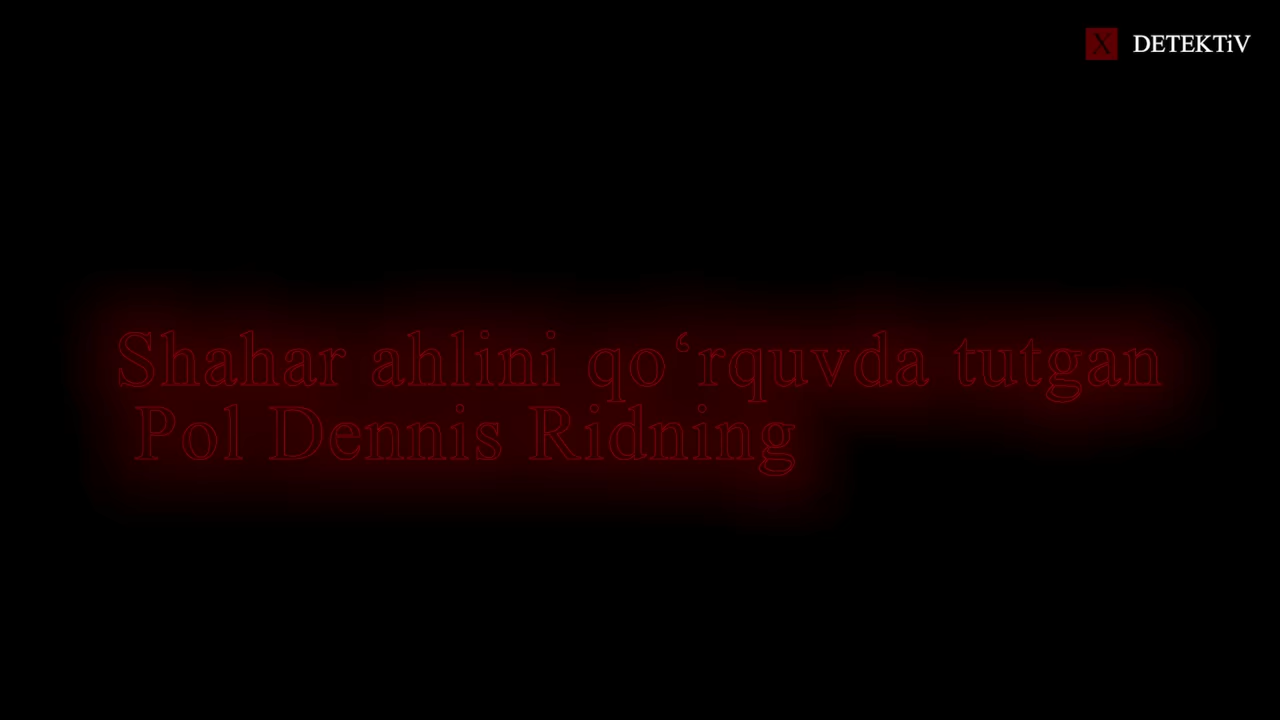 X DETEKTiV
Shahar ahlini qo‘rquvda tutgan
Pol Dennis Ridning